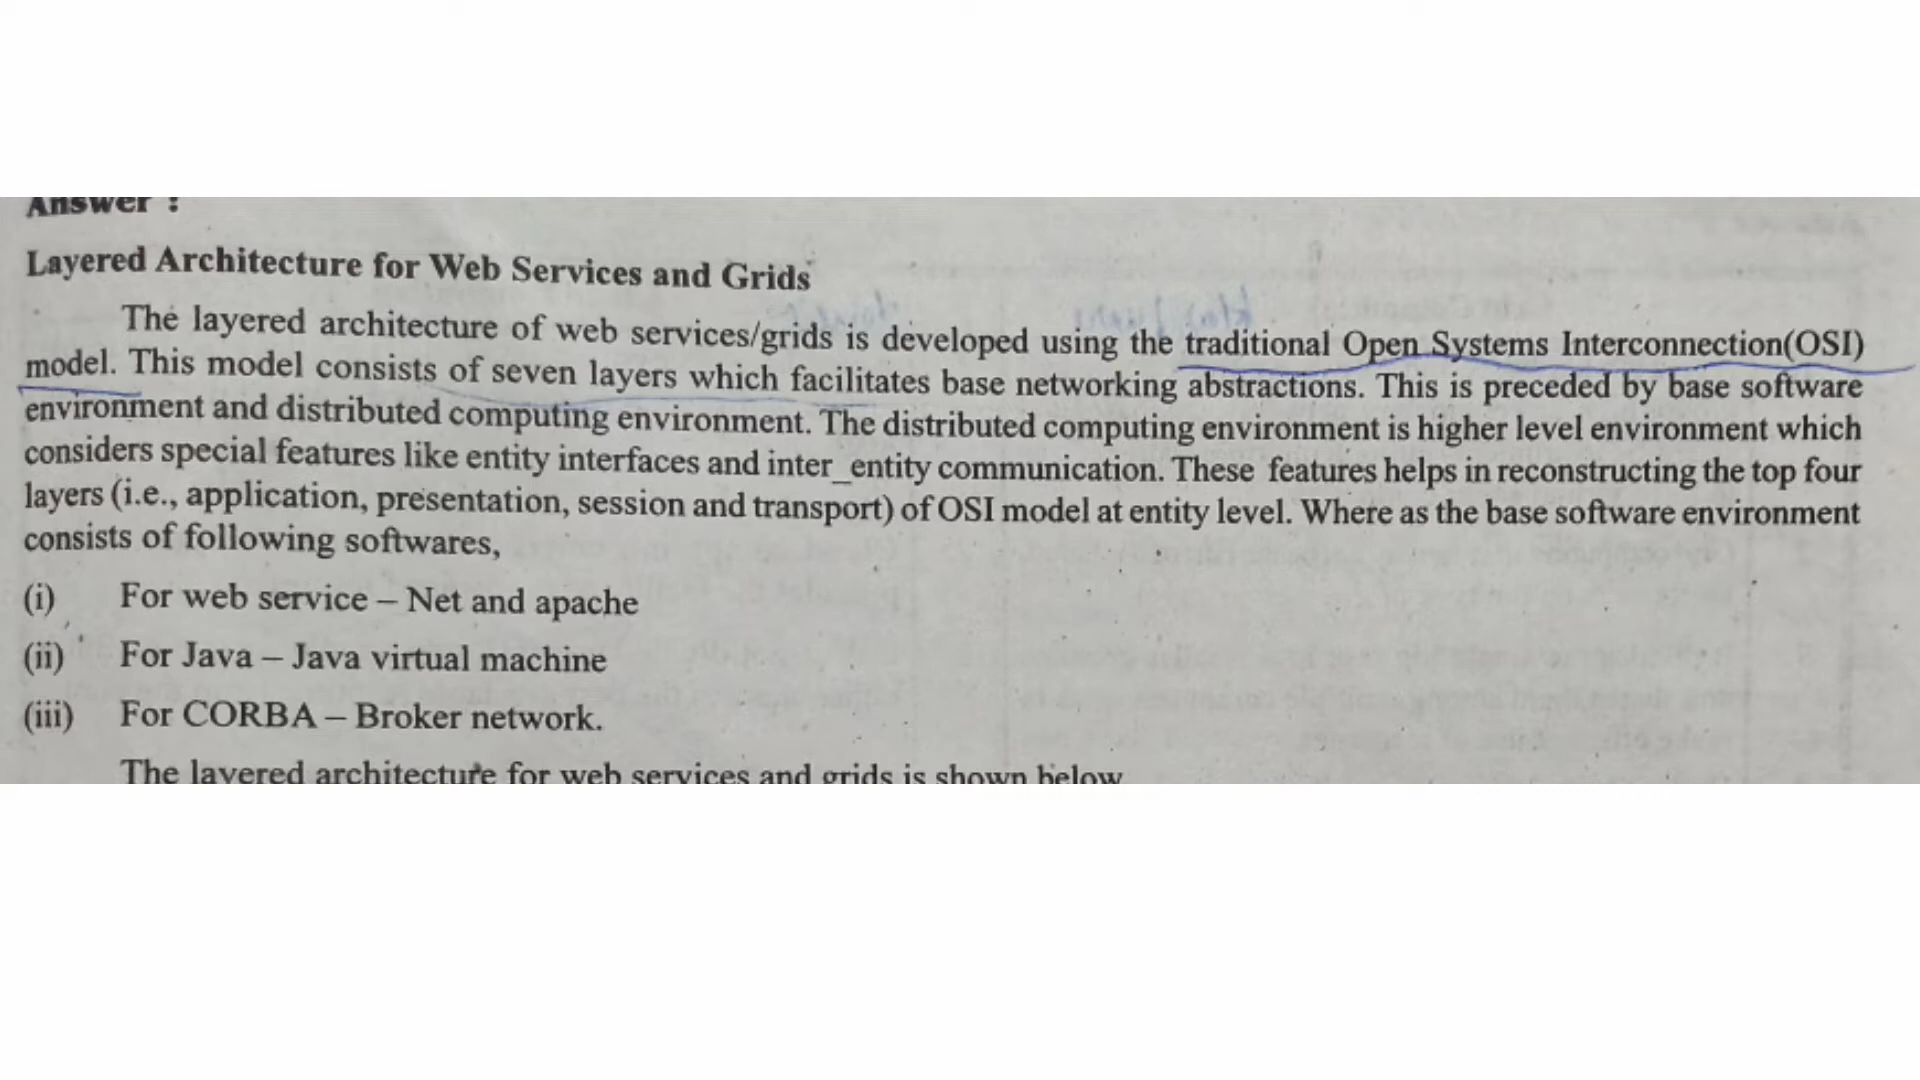 Answer :
Layered Architecture for Web Services and Grids
The layered architecture of web services/grids is developed using the traditional Open Systems Interconnection(OSI)
model. This model consists of seven layers which facilitates base networking abstractions. This is preceded by base software
environment and distributed computing environment. The distributed computing environment is higher level environment which
considers special features like entity interfaces and inter_entity communication. These features helps in reconstructing the top four
layers (i.e., application, presentation, session and transport) of OSI model at entity level. Where as the base software environment
consists of following softwares,
(i) For web service – Net and apache
(ii) For Java – Java virtual machine
(iii) For CORBA – Broker network.
The layered architecture for web services and grids is shown below